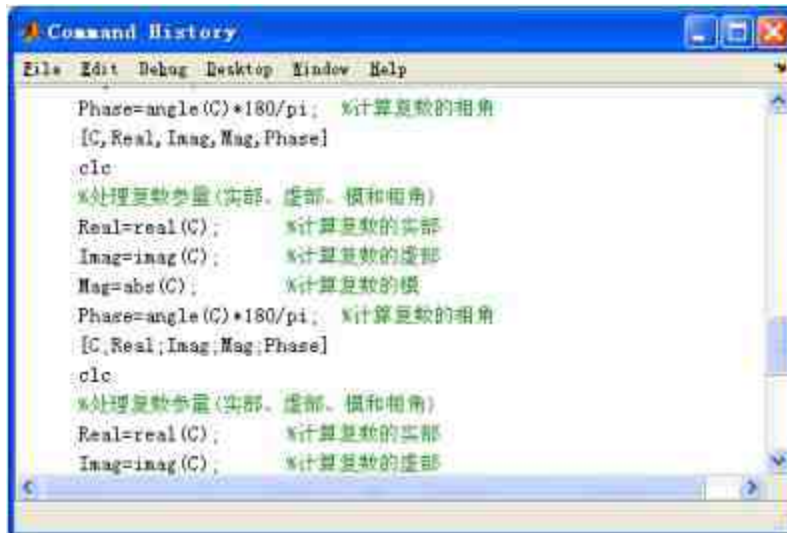 Command History
File Edit Debug Desktop Window Help
Phase=angle(C)*180/pi; %计算复数的相角
[C,Real,Imag,Mag,Phase]
clc
%处理复数参量(实部、虚部、模和相角)
Real=real(C); %计算复数的实部
Imag=imag(C); %计算复数的虚部
Mag=abs(C); %计算复数的模
Phase=angle(C)*180/pi; %计算复数的相角
[C;Real;Imag;Mag;Phase]
clc
%处理复数参量(实部、虚部、模和相角)
Real=real(C); %计算复数的实部
Imag=imag(C); %计算复数的虚部